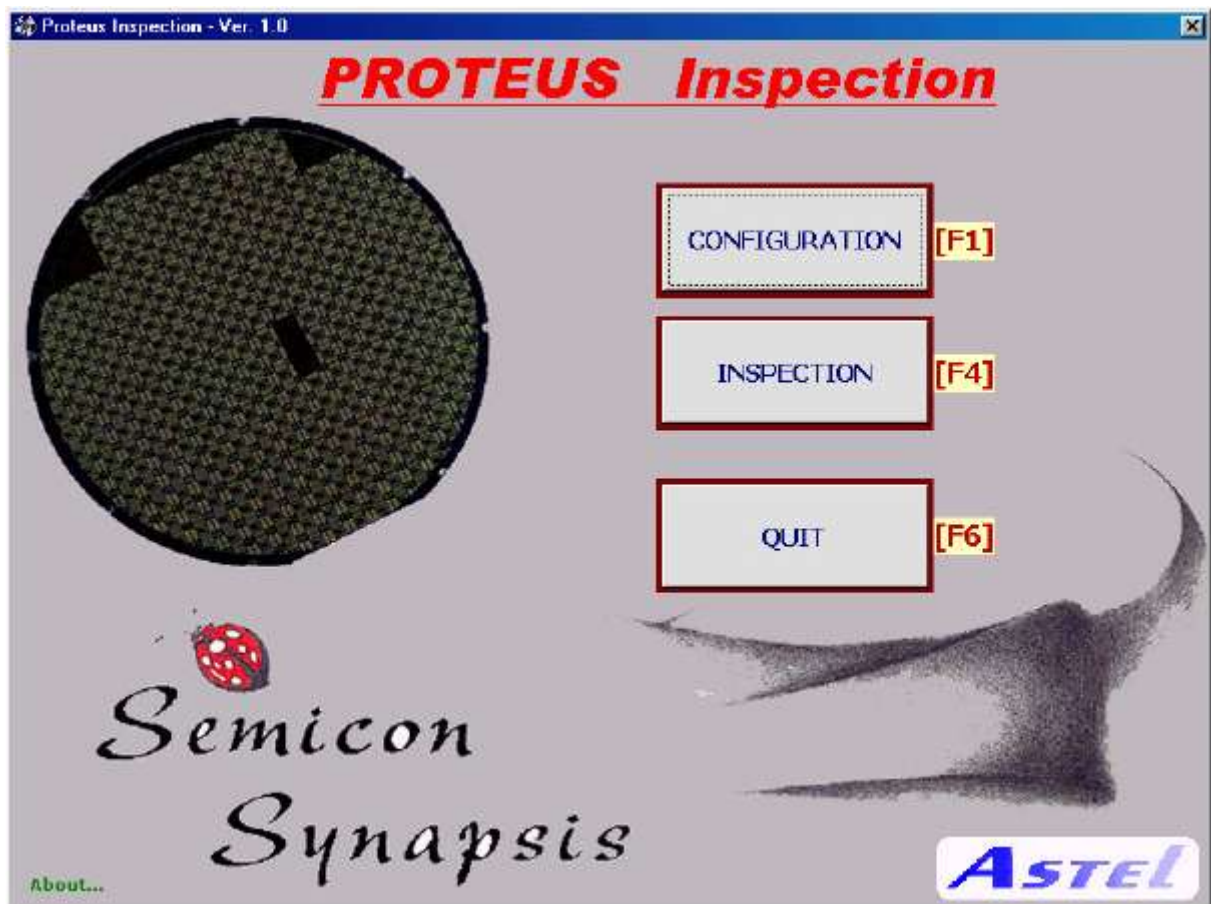 Proteus Inspection - Ver. 1.0
PROTEUS Inspection
CONFIGURATION [F1]
INSPECTION [F4]
QUIT [F6]
Semicon
Synapsis
About...
ASTEL